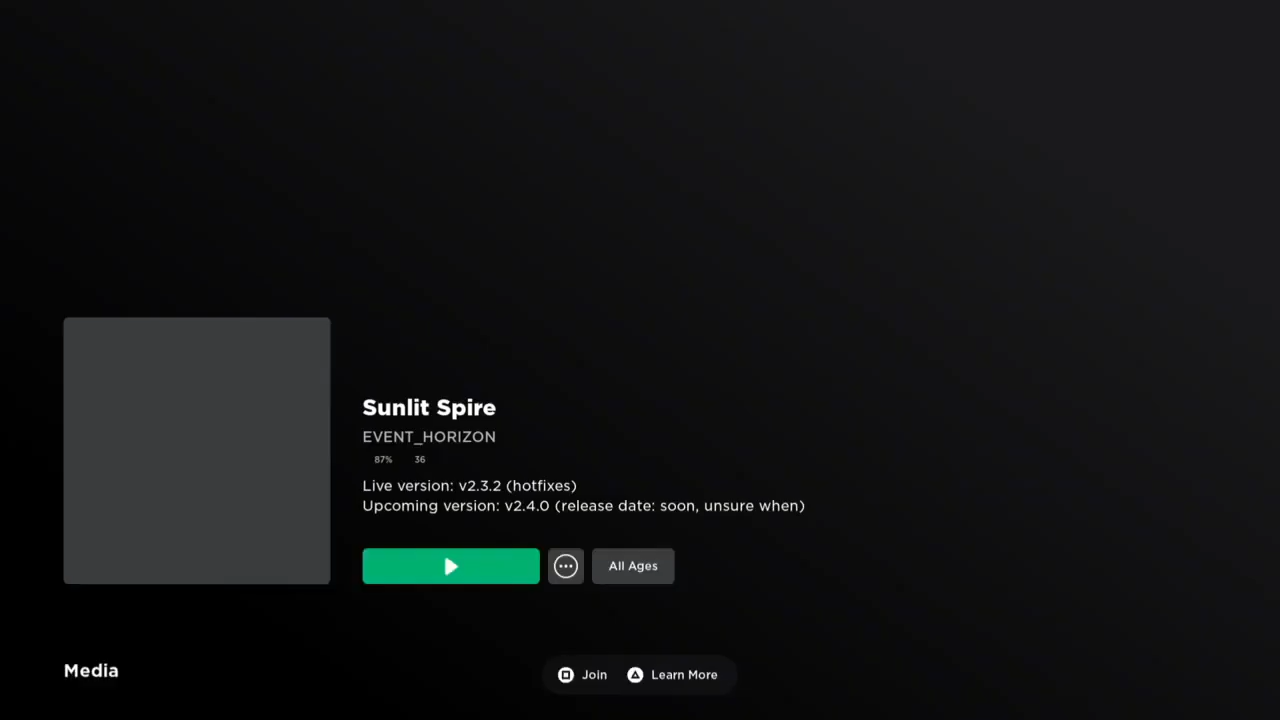 Sunlit Spire
EVENT_HORIZON
87% 36
Live version: v2.3.2 (hotfixes)
Upcoming version: v2.4.0 (release date: soon, unsure when)
All Ages
Media
Join Learn More